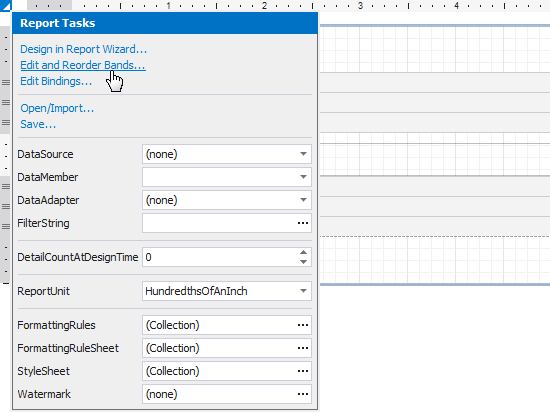 1 2 3 4
Report Tasks
Design in Report Wizard...
Edit and Reorder Bands...
Edit Bindings...
Open/Import...
Save...
DataSource (none)
DataMember
DataAdapter (none)
FilterString ...
DetailCountAtDesignTime 0
ReportUnit HundredthsOfAnInch
FormattingRules (Collection) ...
FormattingRuleSheet (Collection) ...
StyleSheet (Collection) ...
Watermark (none) ...